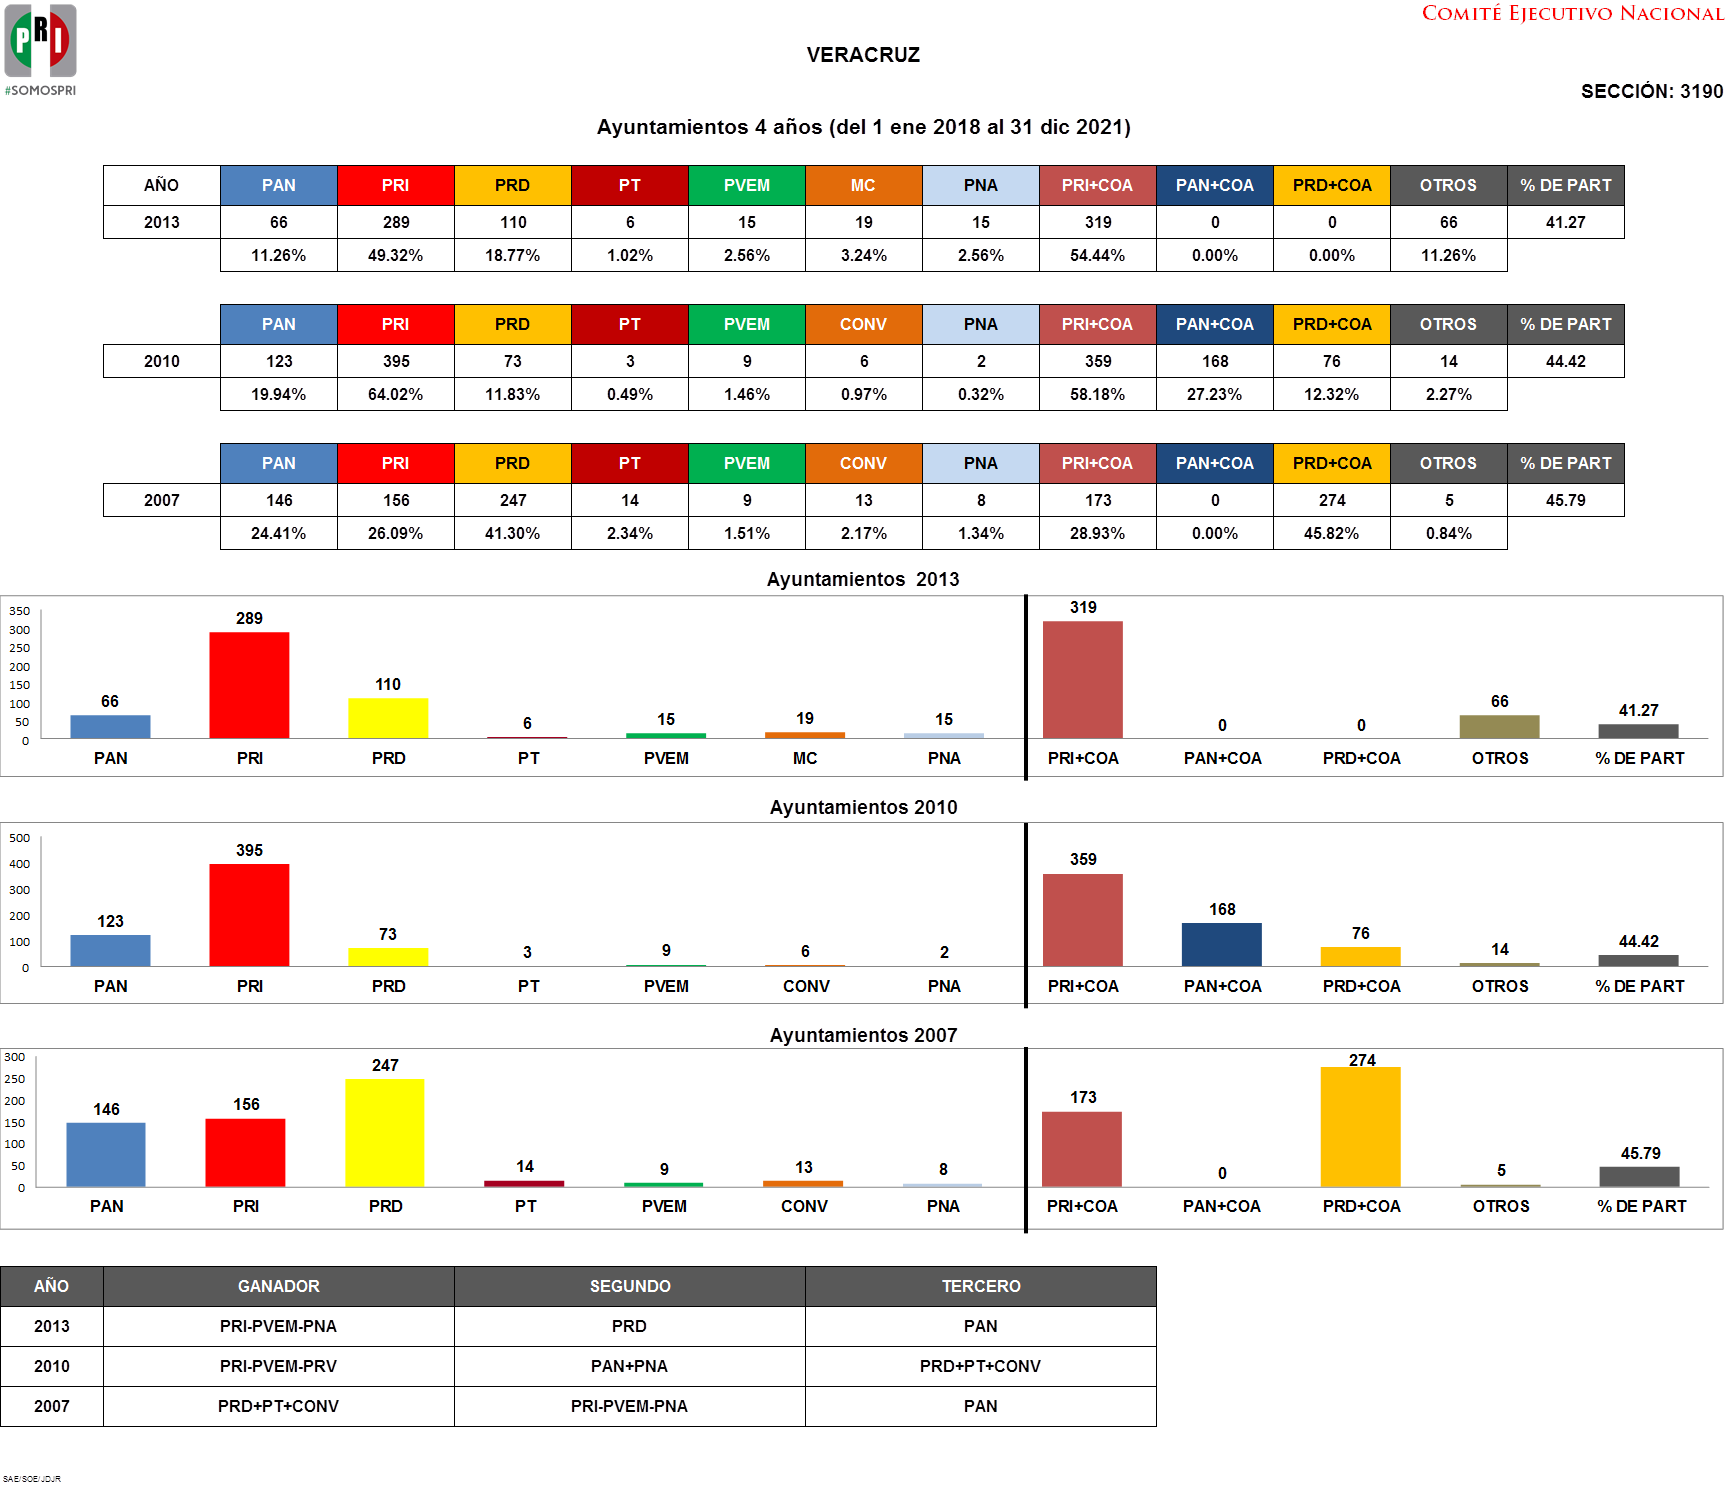 PRI
#SOMOSPRI
COMITÉ EJECUTIVO NACIONAL
VERACRUZ
SECCIÓN: 3190
Ayuntamientos 4 años (del 1 ene 2018 al 31 dic 2021)
AÑO PAN PRI PRD PT PVEM MC PNA PRI+COA PAN+COA PRD+COA OTROS % DE PART
2013 66 289 110 6 15 19 15 319 0 0 66 41.27
11.26% 49.32% 18.77% 1.02% 2.56% 3.24% 2.56% 54.44% 0.00% 0.00% 11.26%
PAN PRI PRD PT PVEM CONV PNA PRI+COA PAN+COA PRD+COA OTROS % DE PART
2010 123 395 73 3 9 6 2 359 168 76 14 44.42
19.94% 64.02% 11.83% 0.49% 1.46% 0.97% 0.32% 58.18% 27.23% 12.32% 2.27%
PAN PRI PRD PT PVEM CONV PNA PRI+COA PAN+COA PRD+COA OTROS % DE PART
2007 146 156 247 14 9 13 8 173 0 274 5 45.79
24.41% 26.09% 41.30% 2.34% 1.51% 2.17% 1.34% 28.93% 0.00% 45.82% 0.84%
Ayuntamientos 2013
350
300
250
200
150
100
50
0
66 289 110 6 15 19 15 319 0 0 66 41.27
PAN PRI PRD PT PVEM MC PNA PRI+COA PAN+COA PRD+COA OTROS % DE PART
Ayuntamientos 2010
500
400
300
200
100
0
123 395 73 3 9 6 2 359 168 76 14 44.42
PAN PRI PRD PT PVEM CONV PNA PRI+COA PAN+COA PRD+COA OTROS % DE PART
Ayuntamientos 2007
300
250
200
150
100
50
0
146 156 247 14 9 13 8 173 0 274 5 45.79
PAN PRI PRD PT PVEM CONV PNA PRI+COA PAN+COA PRD+COA OTROS % DE PART
AÑO GANADOR SEGUNDO TERCERO
2013 PRI-PVEM-PNA PRD PAN
2010 PRI-PVEM-PRV PAN+PNA PRD+PT+CONV
2007 PRD+PT+CONV PRI-PVEM-PNA PAN
SAE/SOE/JDJR